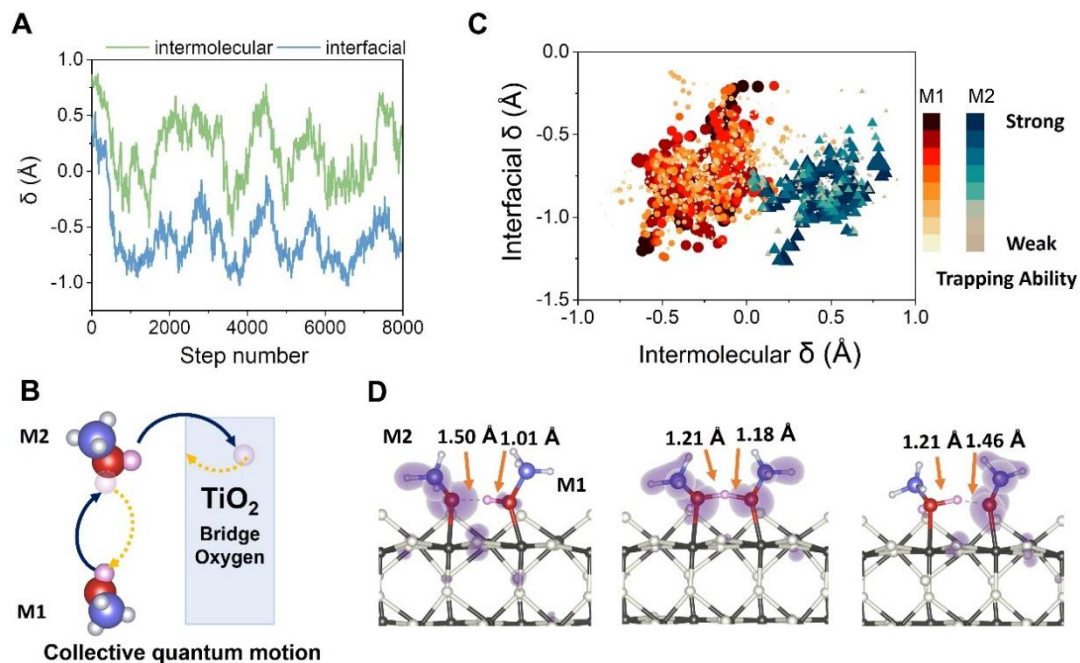 A
intermolecular
interfacial
δ (Å)
1.0
0.5
0.0
-0.5
-1.0
0
2000
4000
6000
8000
Step number
C
Interfacial δ (Å)
0.0
-0.5
-1.0
-1.5
-1.0
-0.5
0.0
0.5
1.0
Intermolecular δ (Å)
M1
M2
Strong
Weak
Trapping Ability
B
M2
TiO2
Bridge
Oxygen
M1
Collective quantum motion
D
M2
1.50 Å
1.01 Å
M1
1.21 Å
1.18 Å
1.21 Å
1.46 Å